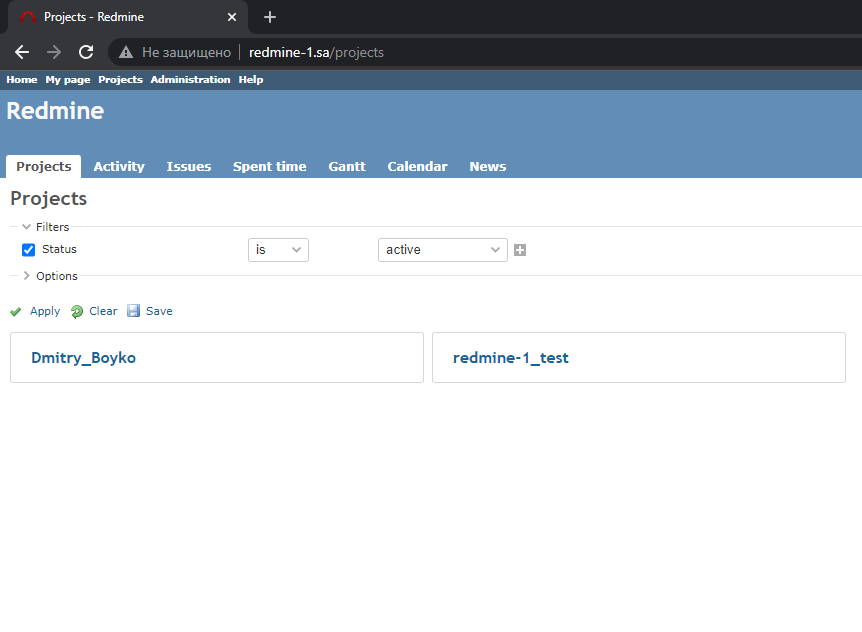 Projects - Redmine
Не защищено redmine-1.sa/projects
Home My page Projects Administration Help
Redmine
Projects Activity Issues Spent time Gantt Calendar News
Projects
Filters
Status is active
Options
Apply Clear Save
Dmitry_Boyko redmine-1_test